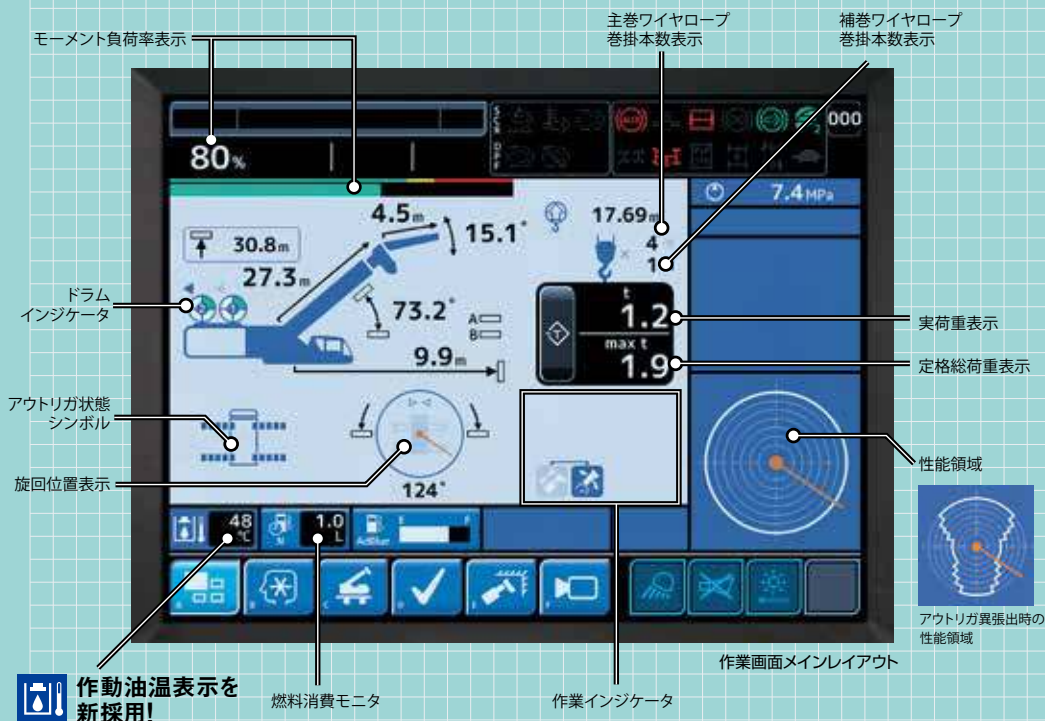 モーメント負荷率表示
主巻ワイヤロープ
巻掛本数表示
補巻ワイヤロープ
巻掛本数表示
000
80%
7.4MPa
4.5m
15.1°
17.69m
4
1
30.8m
27.3m
ドラム
インジケータ
73.2°
A
B
t
1.2
max t
1.9
実荷重表示
定格総荷重表示
9.9m
アウトリガ状態
シンボル
旋回位置表示
124°
性能領域
48
℃
1.0
L
AdBlue
E
F
アウトリガ異張出時の
性能領域
作業画面メインレイアウト
作動油温表示を
新採用!
燃料消費モニタ
作業インジケータ